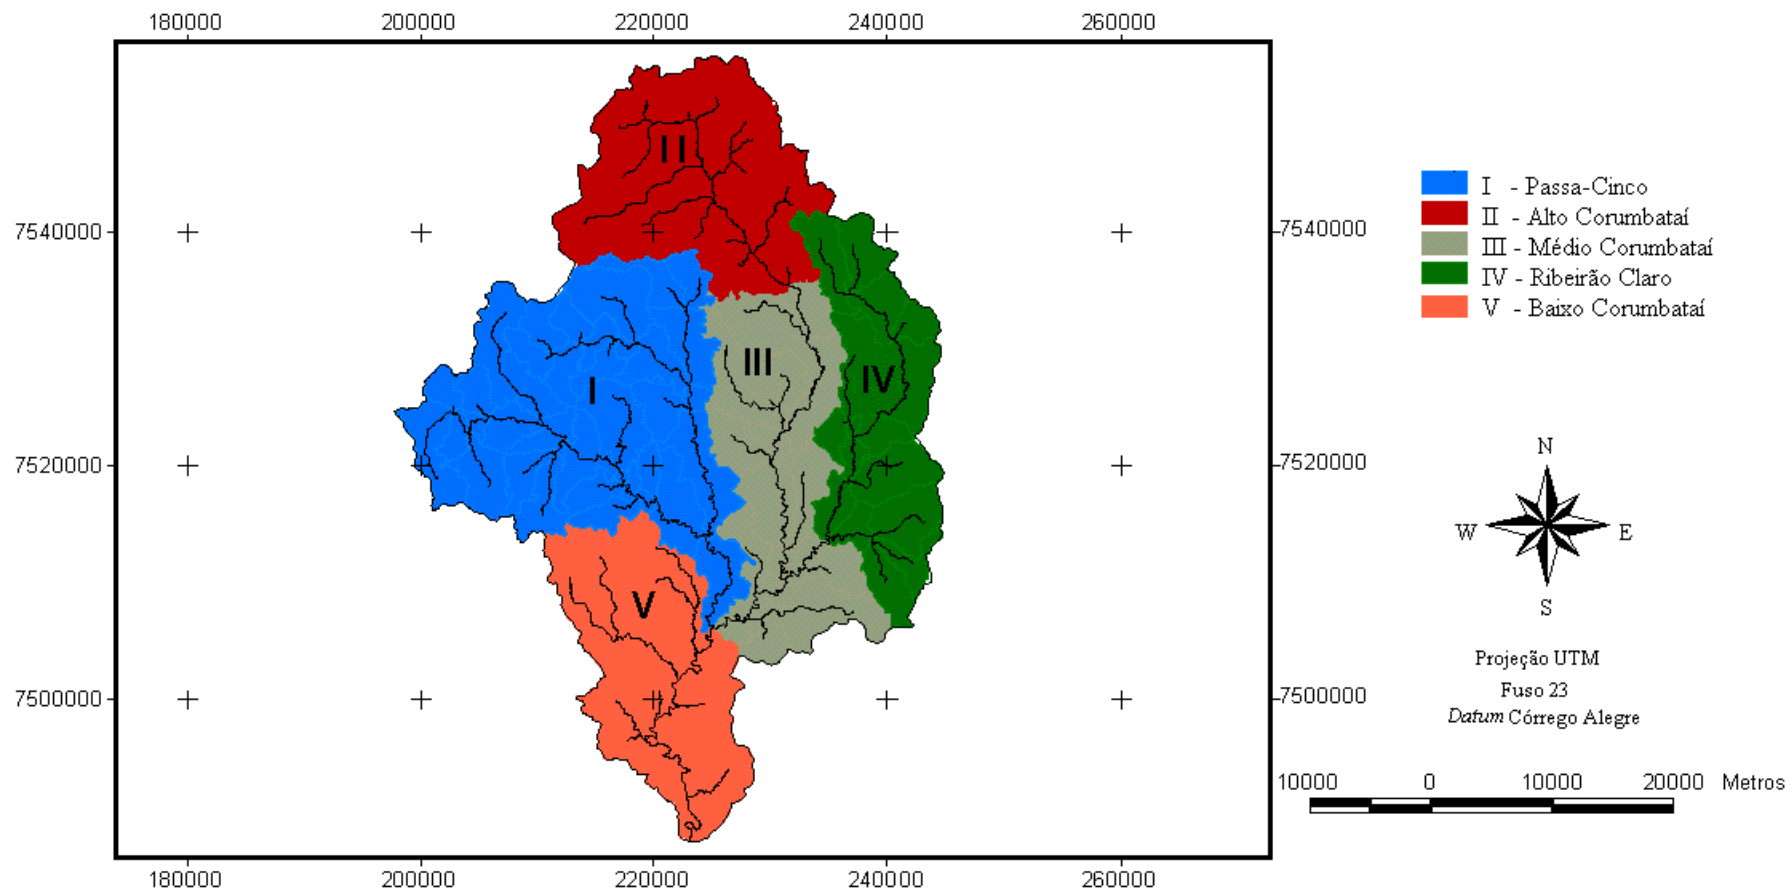 180000 200000 220000 240000 260000
II
7540000 7540000
I
III
IV
7520000 7520000
V
7500000 75000000
180000 200000 220000 240000 260000
I - Passa-Cinco
II - Alto Corumbataí
III - Médio Corumbataí
IV - Ribeirão Claro
V - Baixo Corumbataí
N
W E
S
Projeção UTM
Fuso 23
Datum Córrego Alegre
10000 0 10000 20000 Metros